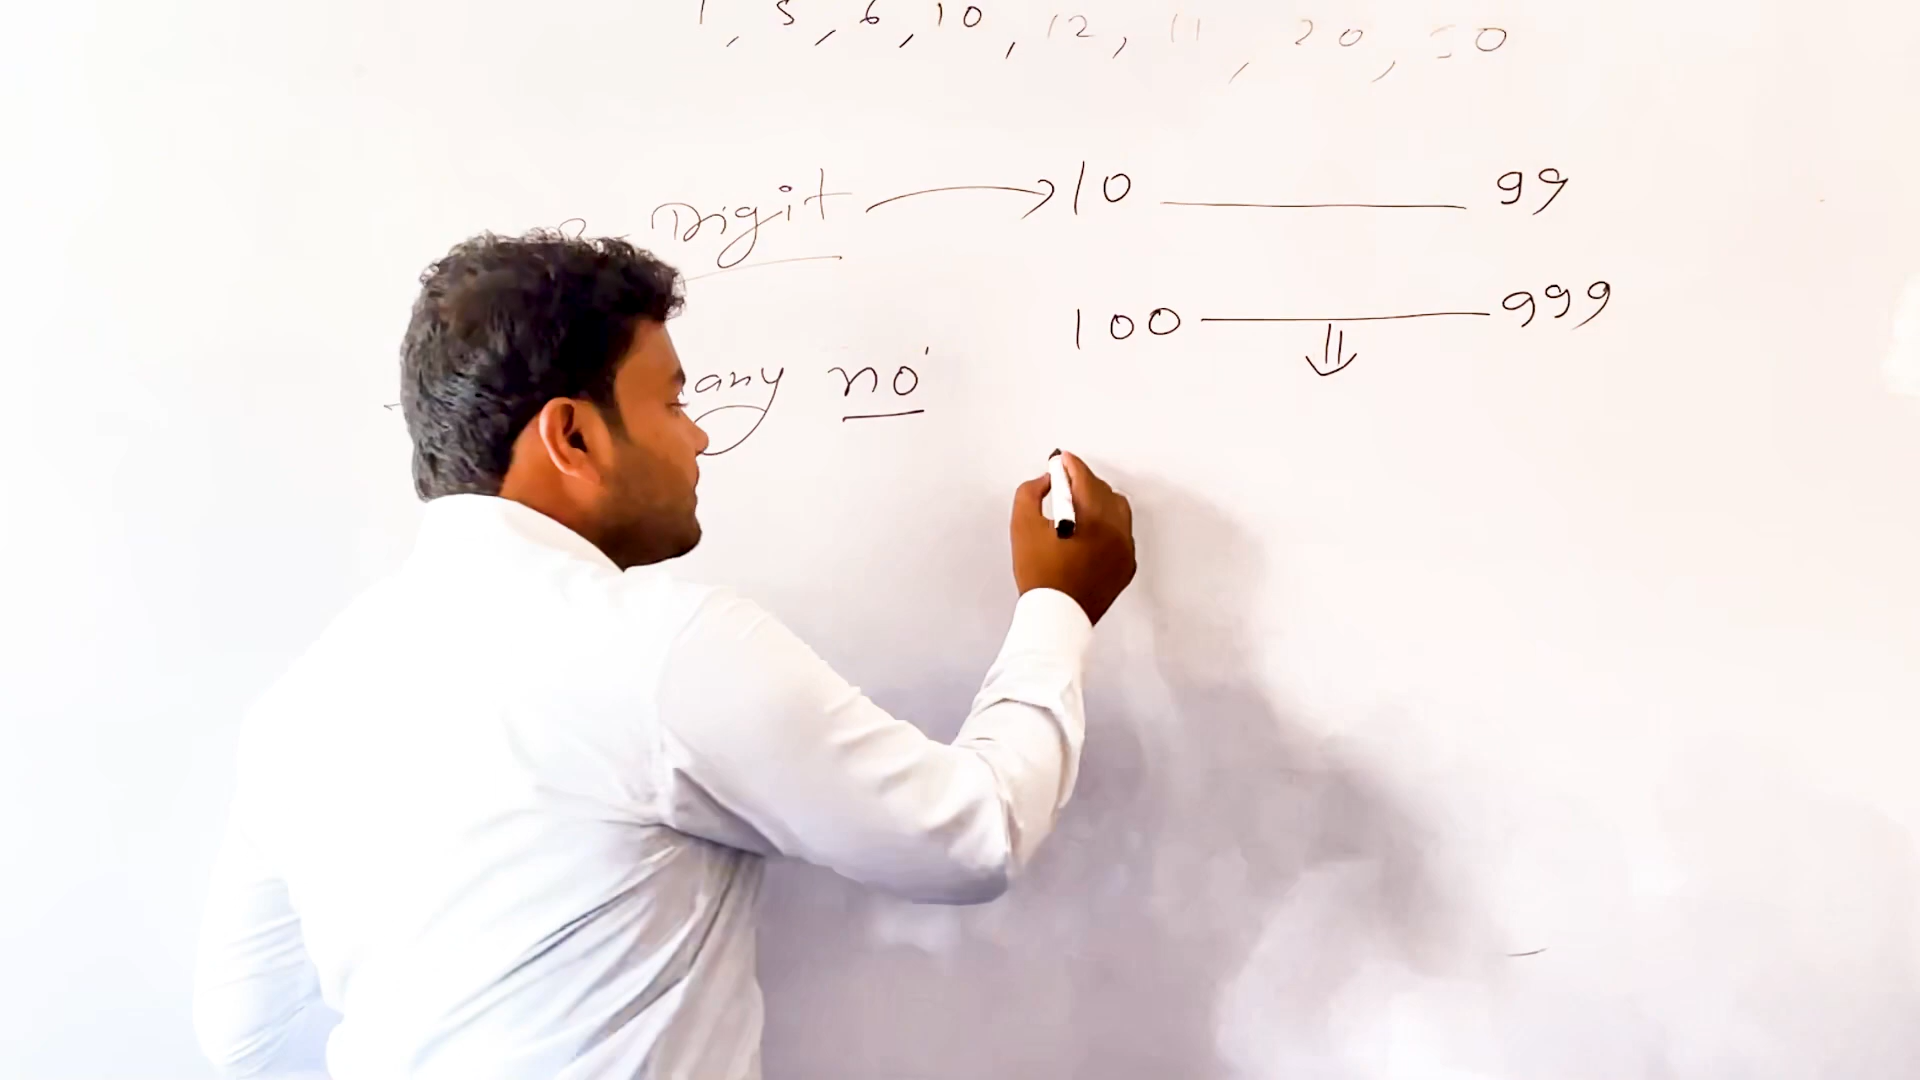 1, 5, 6, 10, 12, 11, 20, 50
Digit → 10 — 99
100 — 999
⇓
any no